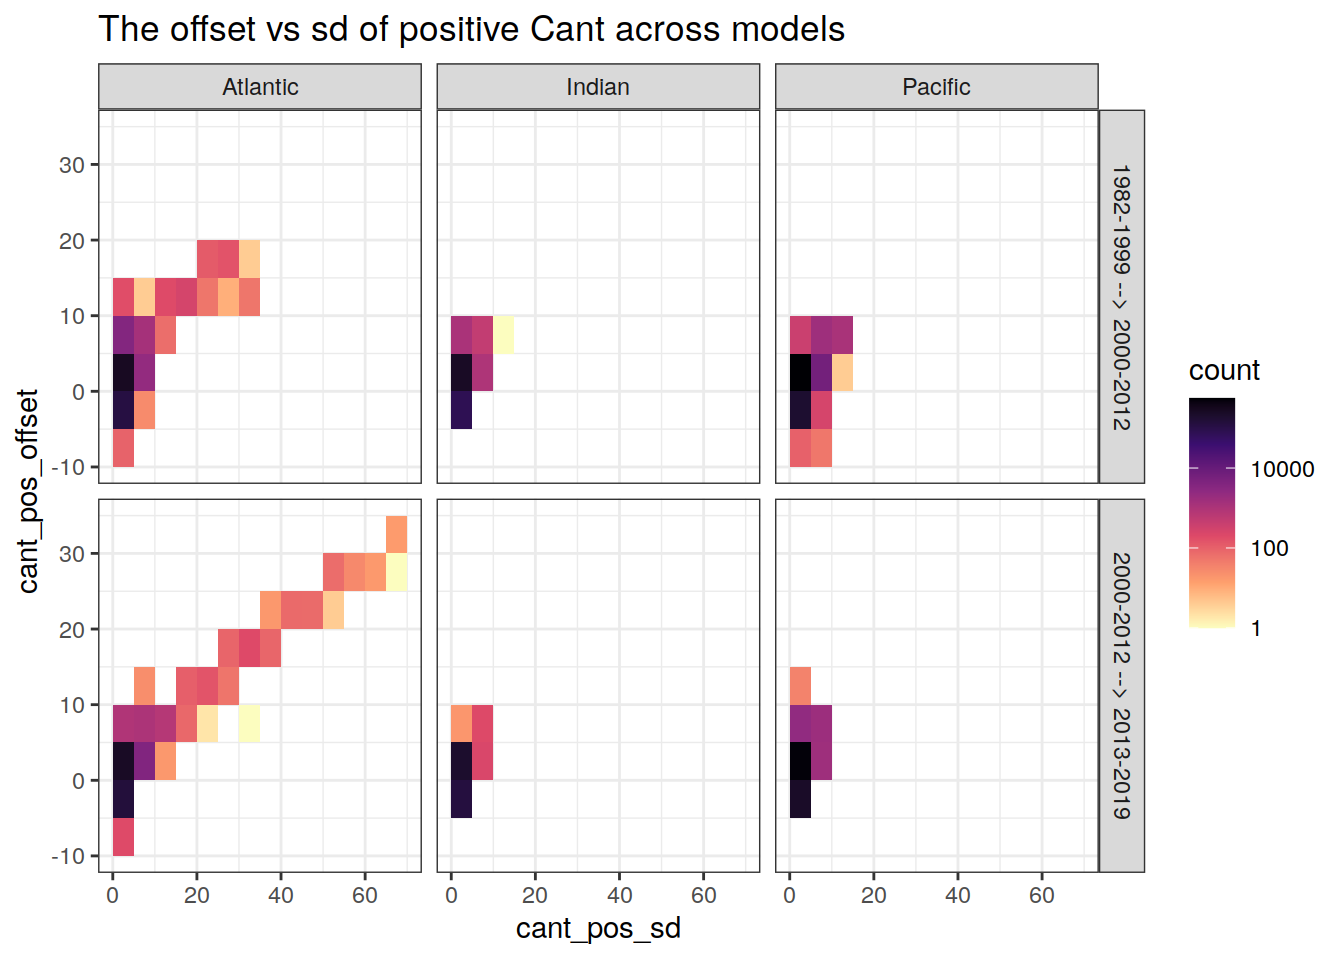 The offset vs sd of positive Cant across models
Atlantic
Indian
Pacific
30
20
10
0
-10
1982-1999 --> 2000-2012
30
20
10
0
-10
2000-2012 --> 2013-2019
0 20 40 60
0 20 40 60
0 20 40 60
cant_pos_sd
cant_pos_offset
count
10000
100
1